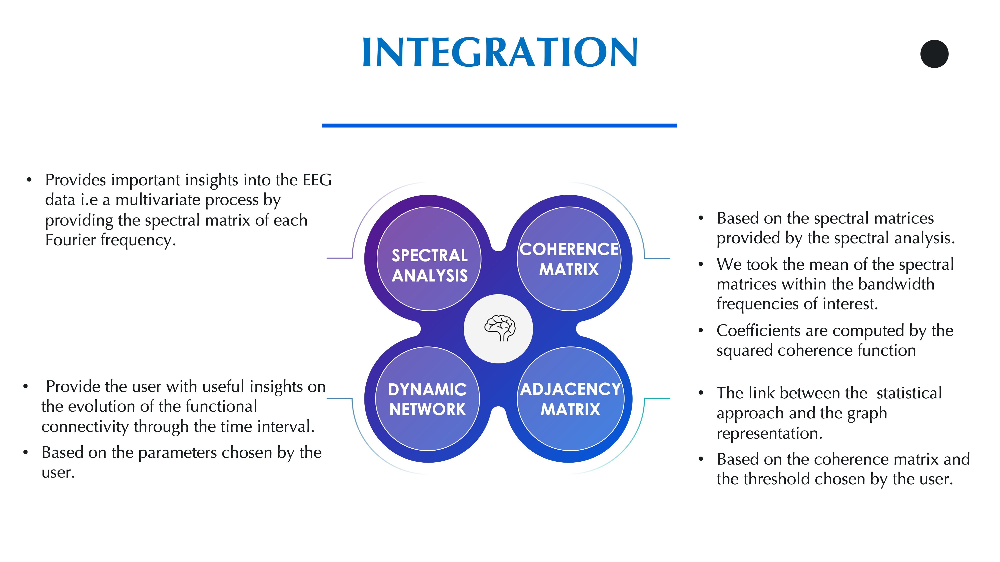 INTEGRATION
• Provides important insights into the EEG
data i.e a multivariate process by
providing the spectral matrix of each
Fourier frequency.
SPECTRAL
ANALYSIS
COHERENCE
MATRIX
• Based on the spectral matrices
provided by the spectral analysis.
• We took the mean of the spectral
matrices within the bandwidth
frequencies of interest.
• Coefficients are computed by the
squared coherence function
• Provide the user with useful insights on
the evolution of the functional
connectivity through the time interval.
• Based on the parameters chosen by the
user.
DYNAMIC
NETWORK
ADJACENCY
MATRIX
• The link between the  statistical
approach and the graph
representation.
• Based on the coherence matrix and
the threshold chosen by the user.